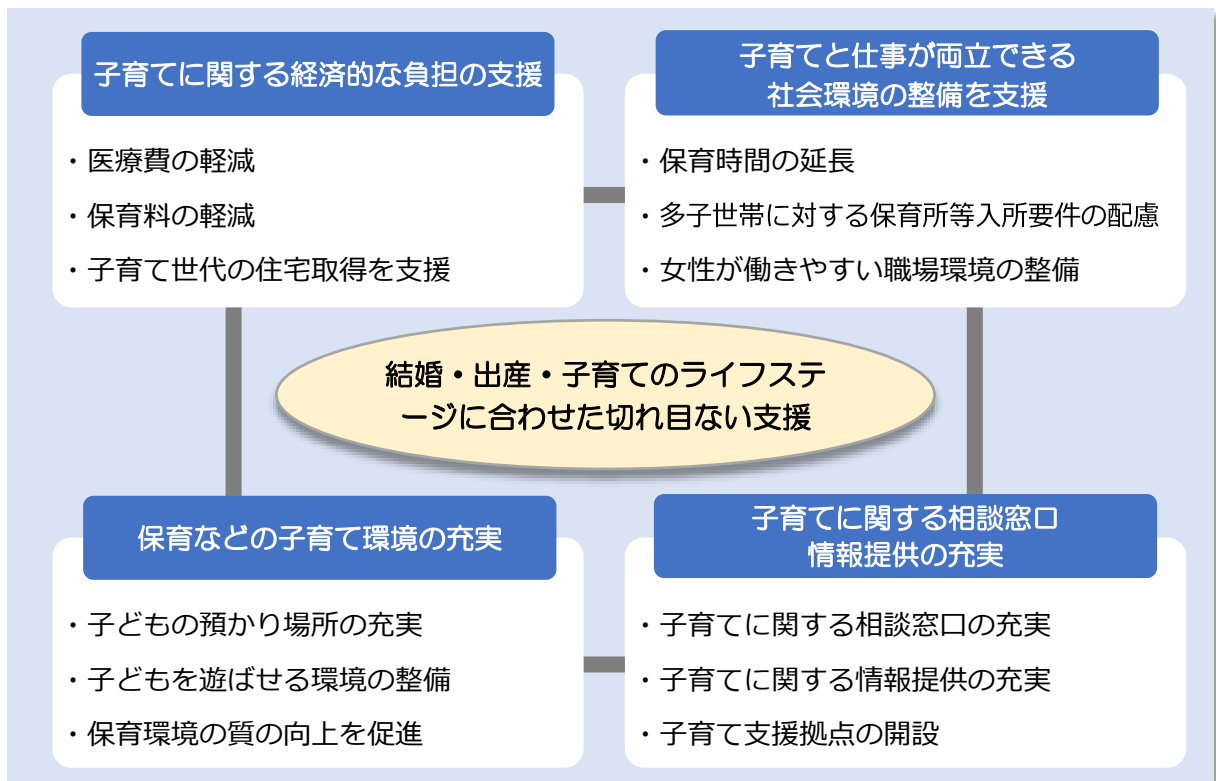 子育てに関する経済的な負担の支援
・医療費の軽減
・保育料の軽減
・子育て世代の住宅取得を支援
子育てと仕事が両立できる
社会環境の整備を支援
・保育時間の延長
・多子世帯に対する保育所等入所要件の配慮
・女性が働きやすい職場環境の整備
結婚・出産・子育てのライフステ
ージに合わせた切れ目ない支援
保育などの子育て環境の充実
・子どもの預かり場所の充実
・子どもを遊ばせる環境の整備
・保育環境の質の向上を促進
子育てに関する相談窓口
情報提供の充実
・子育てに関する相談窓口の充実
・子育てに関する情報提供の充実
・子育て支援拠点の開設